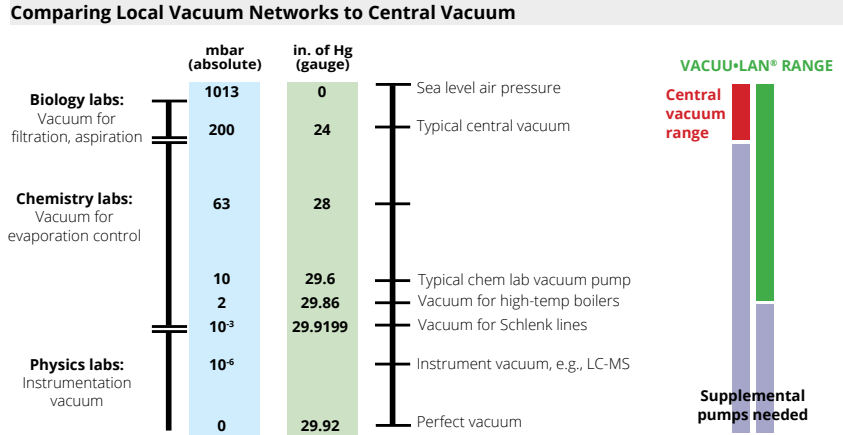 Comparing Local Vacuum Networks to Central Vacuum
mbar
(absolute)
in. of Hg
(gauge)
VACUU•LAN® RANGE
Biology labs:
Vacuum for
filtration, aspiration
1013 0 Sea level air pressure
200 24 Typical central vacuum
Central
vacuum
range
Chemistry labs:
Vacuum for
evaporation control
63 28
10 29.6 Typical chem lab vacuum pump
2 29.86 Vacuum for high-temp boilers
10⁻³ 29.9199 Vacuum for Schlenk lines
Physics labs:
Instrumentation
vacuum
10⁻⁶ Instrument vacuum, e.g., LC-MS
0 29.92 Perfect vacuum
Supplemental
pumps needed